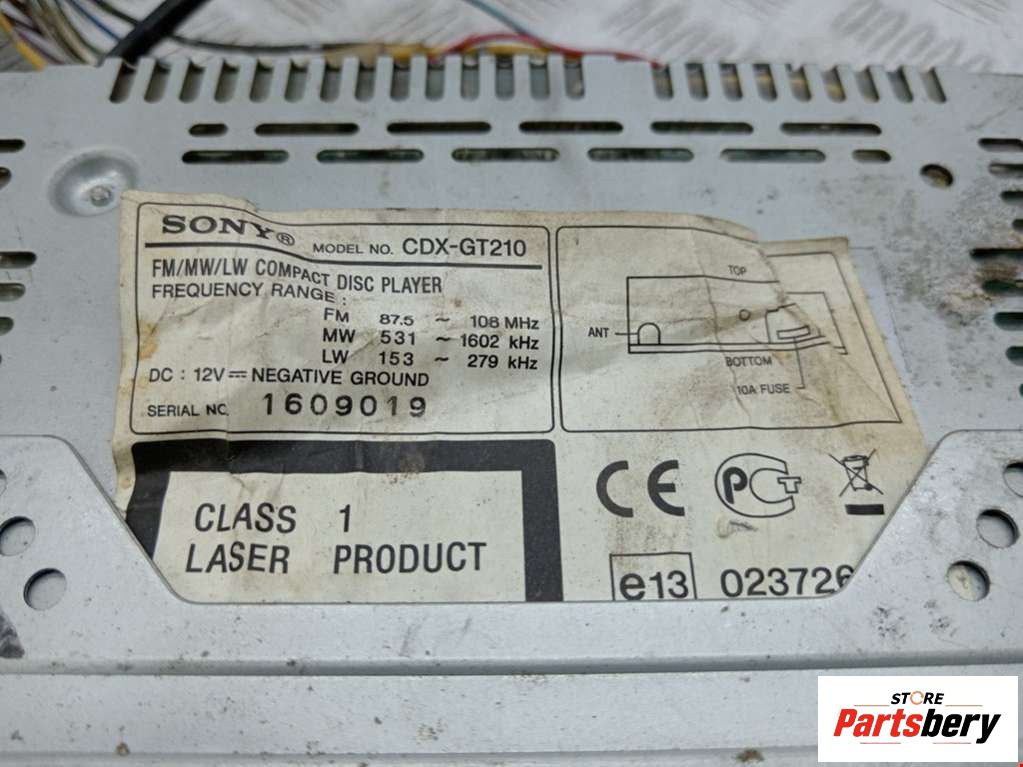 SONY®
MODEL NO. CDX-GT210
FM/MW/LW COMPACT DISC PLAYER
FREQUENCY RANGE :
FM 87.5 ~ 108 MHz
MW 531 ~ 1602 kHz
LW 153 ~ 279 kHz
DC : 12V⎓NEGATIVE GROUND
SERIAL NO. 1609019
TOP
ANT
BOTTOM
10A FUSE
CLASS 1
LASER PRODUCT
CE
РСТ
e13 023726
STORE
Partsbery